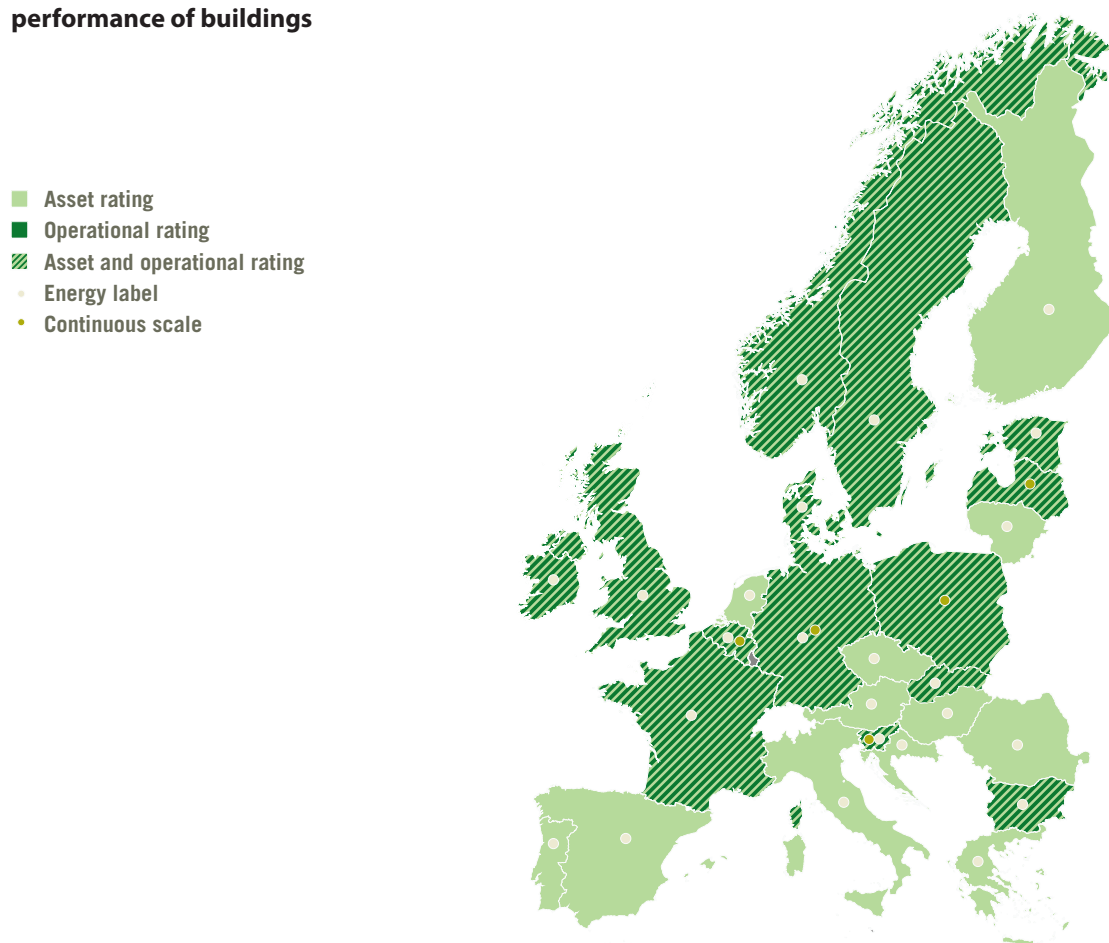 performance of buildings
Asset rating
Operational rating
Asset and operational rating
Energy label
Continuous scale